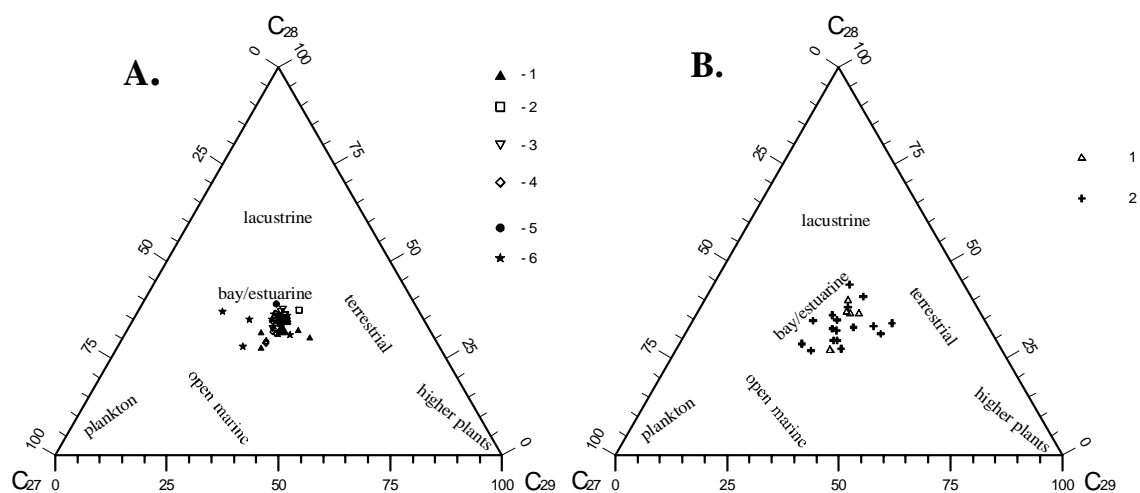 A.
C28
0 100
25 75
lacustrine
50 50
bay/estuarine
terrestrial
75 25
open marine
plankton
higher plants
100 0
C27 0 25 50 75 100 C29
- 1
- 2
- 3
- 4
- 5
- 6
B.
C28
0 100
25 75
lacustrine
50 50
bay/estuarine
terrestrial
75 25
open marine
plankton
higher plants
100 0
C27 0 25 50 75 100 C29
1
2